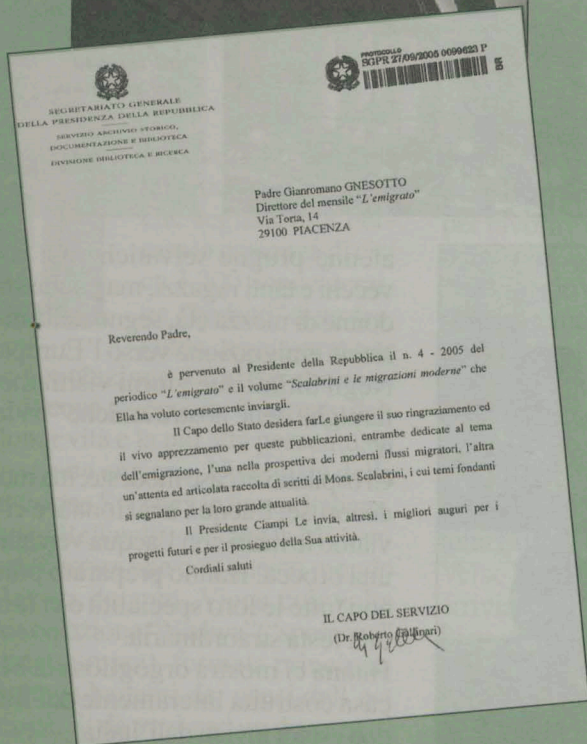 SEGRETARIATO GENERALE
DELLA PRESIDENZA DELLA REPUBBLICA
SERVIZIO ARCHIVIO STORICO,
DOCUMENTAZIONE E BIBLIOTECA
DIVISIONE BIBLIOTECA E RICERCA
PROTOCOLLO
SGPR 27/09/2005 0099623 P
Padre Gianromano GNESOTTO
Direttore del mensile "L'emigrato"
Via Torta, 14
29100 PIACENZA
Reverendo Padre,
è pervenuto al Presidente della Repubblica il n. 4 - 2005 del
periodico "L'emigrato" e il volume "Scalabrini e le migrazioni moderne" che
Ella ha voluto cortesemente inviargli.
Il Capo dello Stato desidera farLe giungere il suo ringraziamento ed
il vivo apprezzamento per queste pubblicazioni, entrambe dedicate al tema
dell'emigrazione, l'una nella prospettiva dei moderni flussi migratori, l'altra
un'attenta ed articolata raccolta di scritti di Mons. Scalabrini, i cui temi fondanti
si segnalano per la loro grande attualità.
Il Presidente Ciampi Le invia, altresì, i migliori auguri per i
progetti futuri e per il prosieguo della Sua attività.
Cordiali saluti
IL CAPO DEL SERVIZIO
(Dr. Roberto